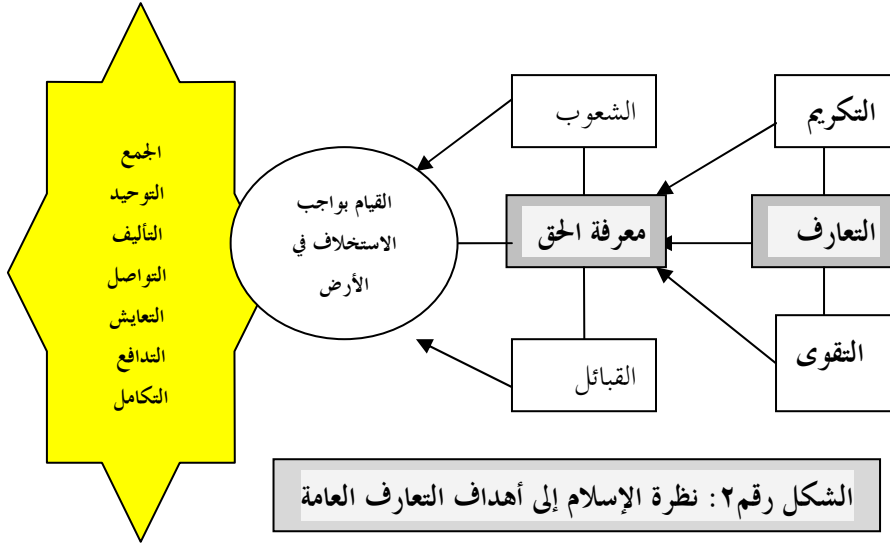 التكريم
التعارف
التقوى
الشعوب
معرفة الحق
القبائل
القيام بواجب
الاستخلاف في
الأرض
الجمع
التوحيد
التأليف
التواصل
التعايش
التدافع
التكامل
الشكل رقم٢: نظرة الإسلام إلى أهداف التعارف العامة